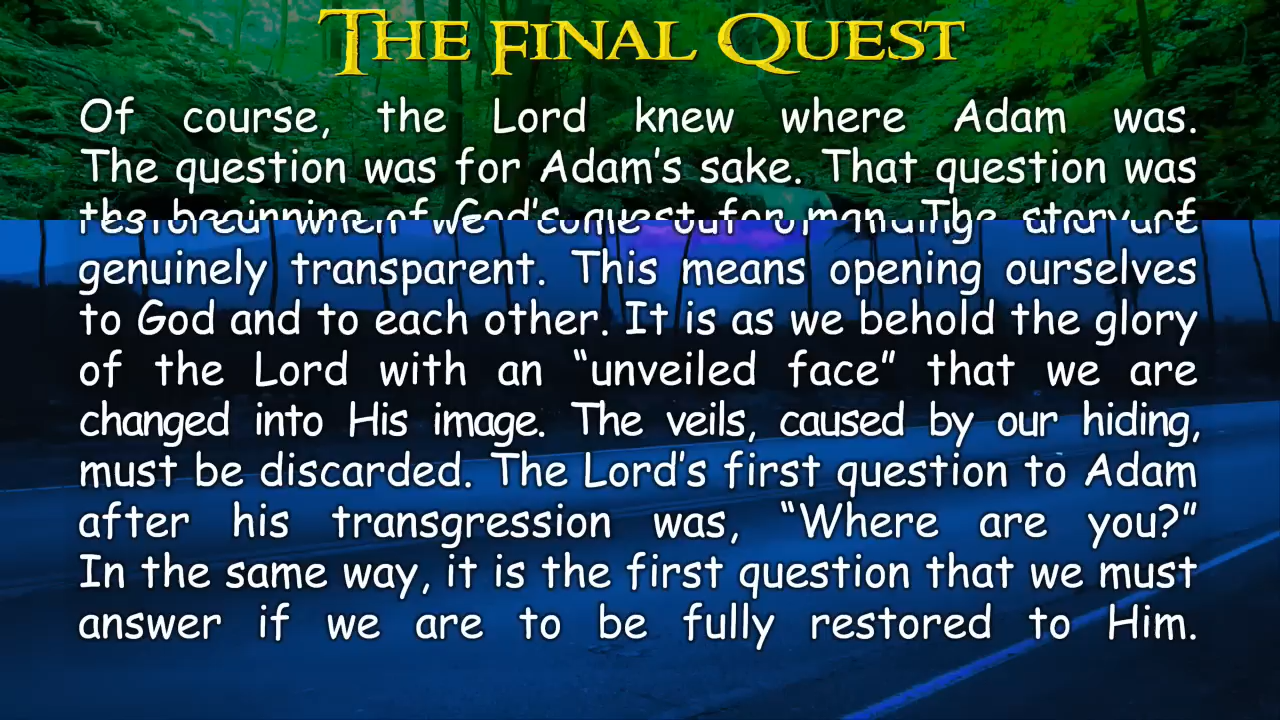 THE FINAL QUEST
Of course, the Lord knew where Adam was.
The question was for Adam's sake. That question was
genuinely transparent. This means opening ourselves
to God and to each other. It is as we behold the glory
of the Lord with an “unveiled face” that we are
changed into His image. The veils, caused by our hiding,
must be discarded. The Lord's first question to Adam
after his transgression was, “Where are you?”
In the same way, it is the first question that we must
answer if we are to be fully restored to Him.